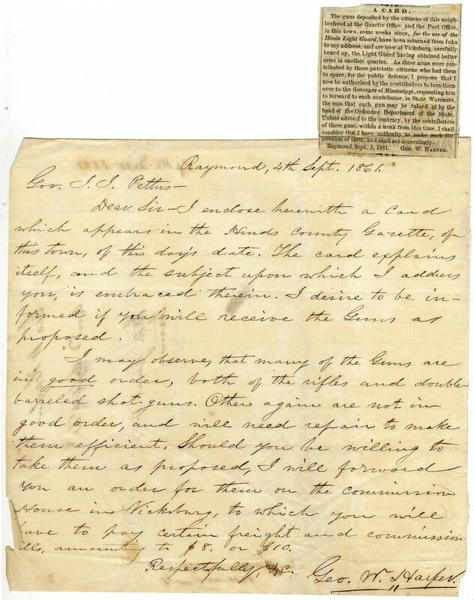 A CARD.
The guns deposited by the citizens of this neigh-
borhood at the Gazette Office and the Post Office,
in this town, some weeks since, for the use of the
Hinds Light Guard, have been returned from Iuka
to my address, and are now at Vicksburg, carefully
boxed up, the Light Guard having obtained better
arms in another quarter. As these arms were con-
tributed by those patriotic citizens who had them
to spare, for the public defence, I propose that I
now be authorized by the contributors to turn them
over to the Governor of Mississippi, requesting him
to forward to each contributor, in State Warrants,
the sum that each gun may be valued at by the
head of the Ordnance Department of the State.
Unless advised to the contrary, by the contributors
of these guns, within a week from this time, I shall
consider that I have authority to make such dis-
position of them, and shall act accordingly.
Raymond, Sept. 3, 1861. GEO. W. HARPER.
Raymond, 4th Sept. 1861.
Gov. J. J. Pettus—
Dear Sir—I enclose herewith a Card
which appears in the Hinds County Gazette, of
this town, of this day's date. The card explains
itself, and the subject upon which I address
you, is embraced therein. I desire to be in-
formed if you will receive the Guns as
proposed.
I may observe, that many of the Guns are
in good order, both of the rifles and double
barreled shot-guns. Others again are not in
good order, and will need repair to make
them efficient. Should you be willing to
take them as proposed, I will forward
you an order for them on the commission
House in Vicksburg, to which you will
have to pay certain freight and commission
bills, amounting to $8. or $10.
Respectfully, &c.
Geo. W. Harper.